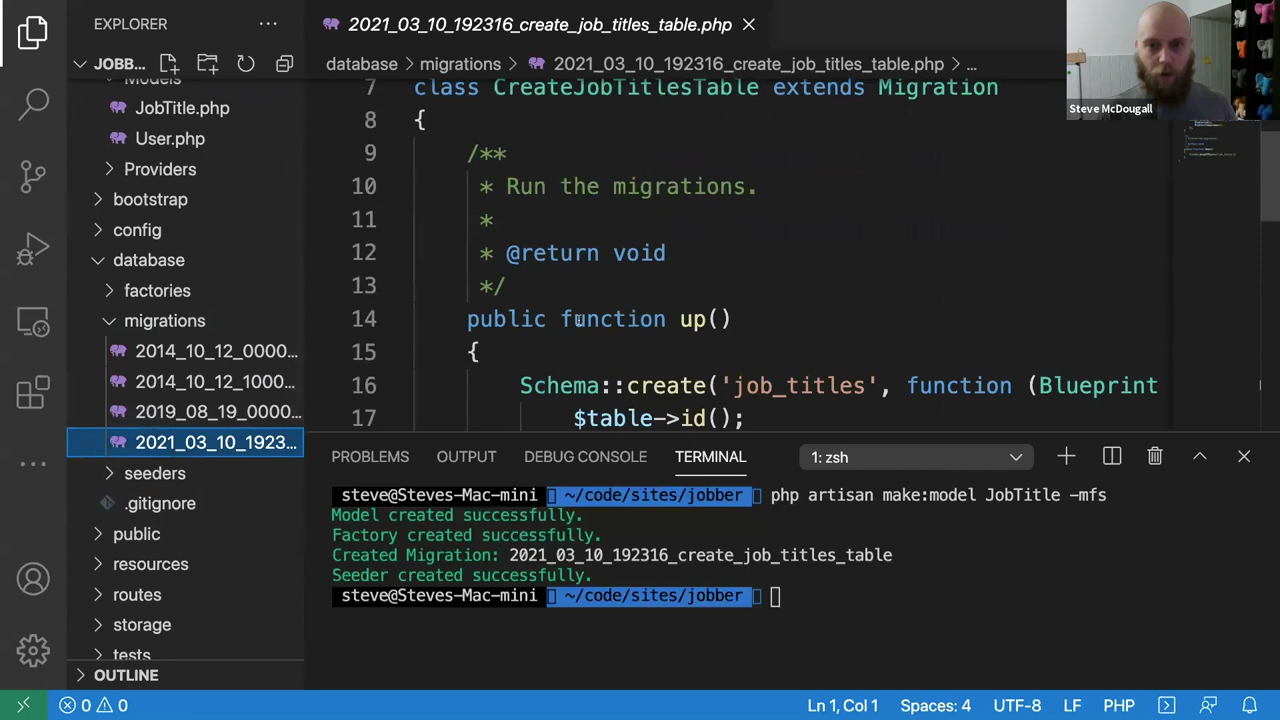 EXPLORER
JOBB...
Models
JobTitle.php
User.php
Providers
bootstrap
config
database
factories
migrations
2014_10_12_0000...
2014_10_12_1000...
2019_08_19_0000...
2021_03_10_1923...
seeders
.gitignore
public
resources
routes
storage
tests
OUTLINE
2021_03_10_192316_create_job_titles_table.php
database > migrations > 2021_03_10_192316_create_job_titles_table.php > ...
7 class CreateJobTitlesTable extends Migration
8 {
9 /**
10 * Run the migrations.
11 *
12 * @return void
13 */
14 public function up()
15 {
16 Schema::create('job_titles', function (Blueprint
17 $table->id();
Steve McDougall
PROBLEMS OUTPUT DEBUG CONSOLE TERMINAL 1: zsh
steve@Steves-Mac-mini ~/code/sites/jobber php artisan make:model JobTitle -mfs
Model created successfully.
Factory created successfully.
Created Migration: 2021_03_10_192316_create_job_titles_table
Seeder created successfully.
steve@Steves-Mac-mini ~/code/sites/jobber
0 0 Ln 1, Col 1 Spaces: 4 UTF-8 LF PHP